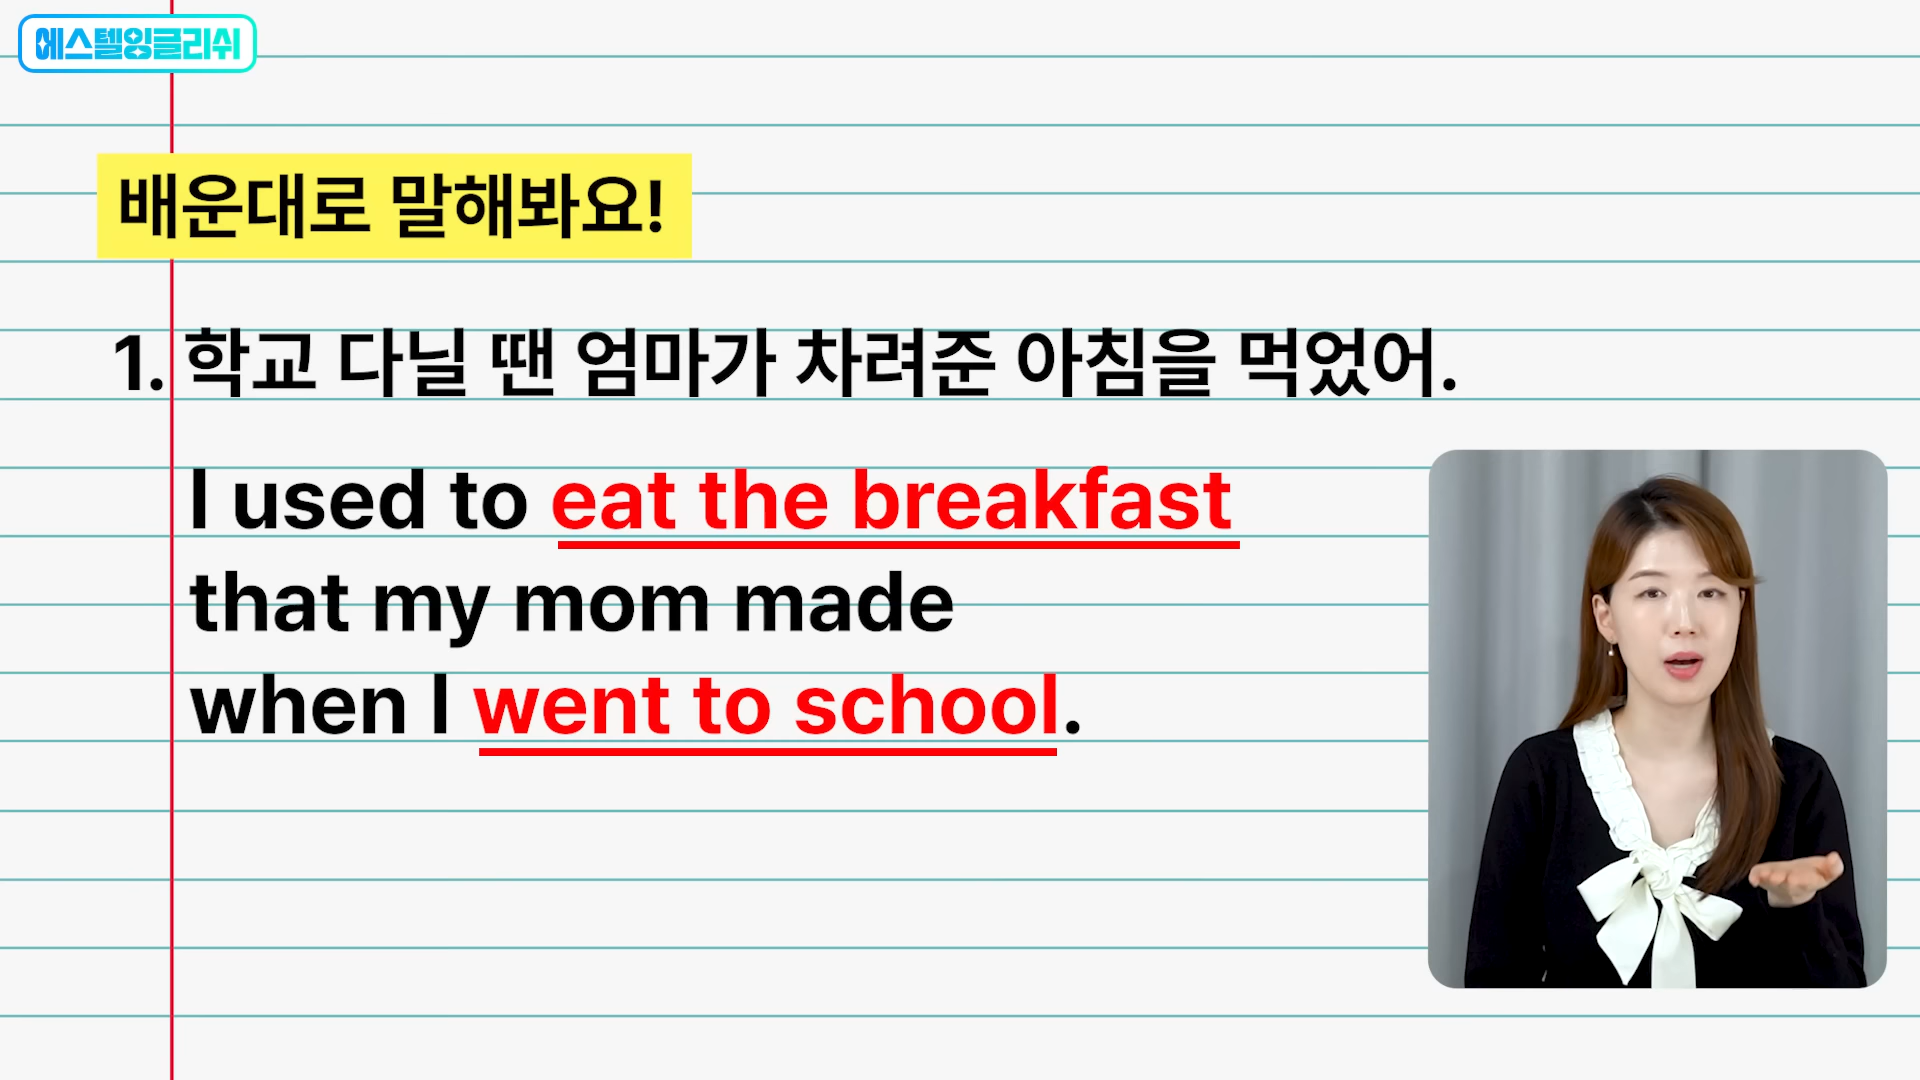 에스텔잉글리쉬
배운대로 말해봐요!
1. 학교 다닐 땐 엄마가 차려준 아침을 먹었어.
I used to eat the breakfast
that my mom made
when I went to school.